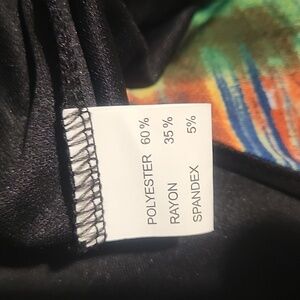 POLYESTER 60%
RAYON 35%
SPANDEX 5%